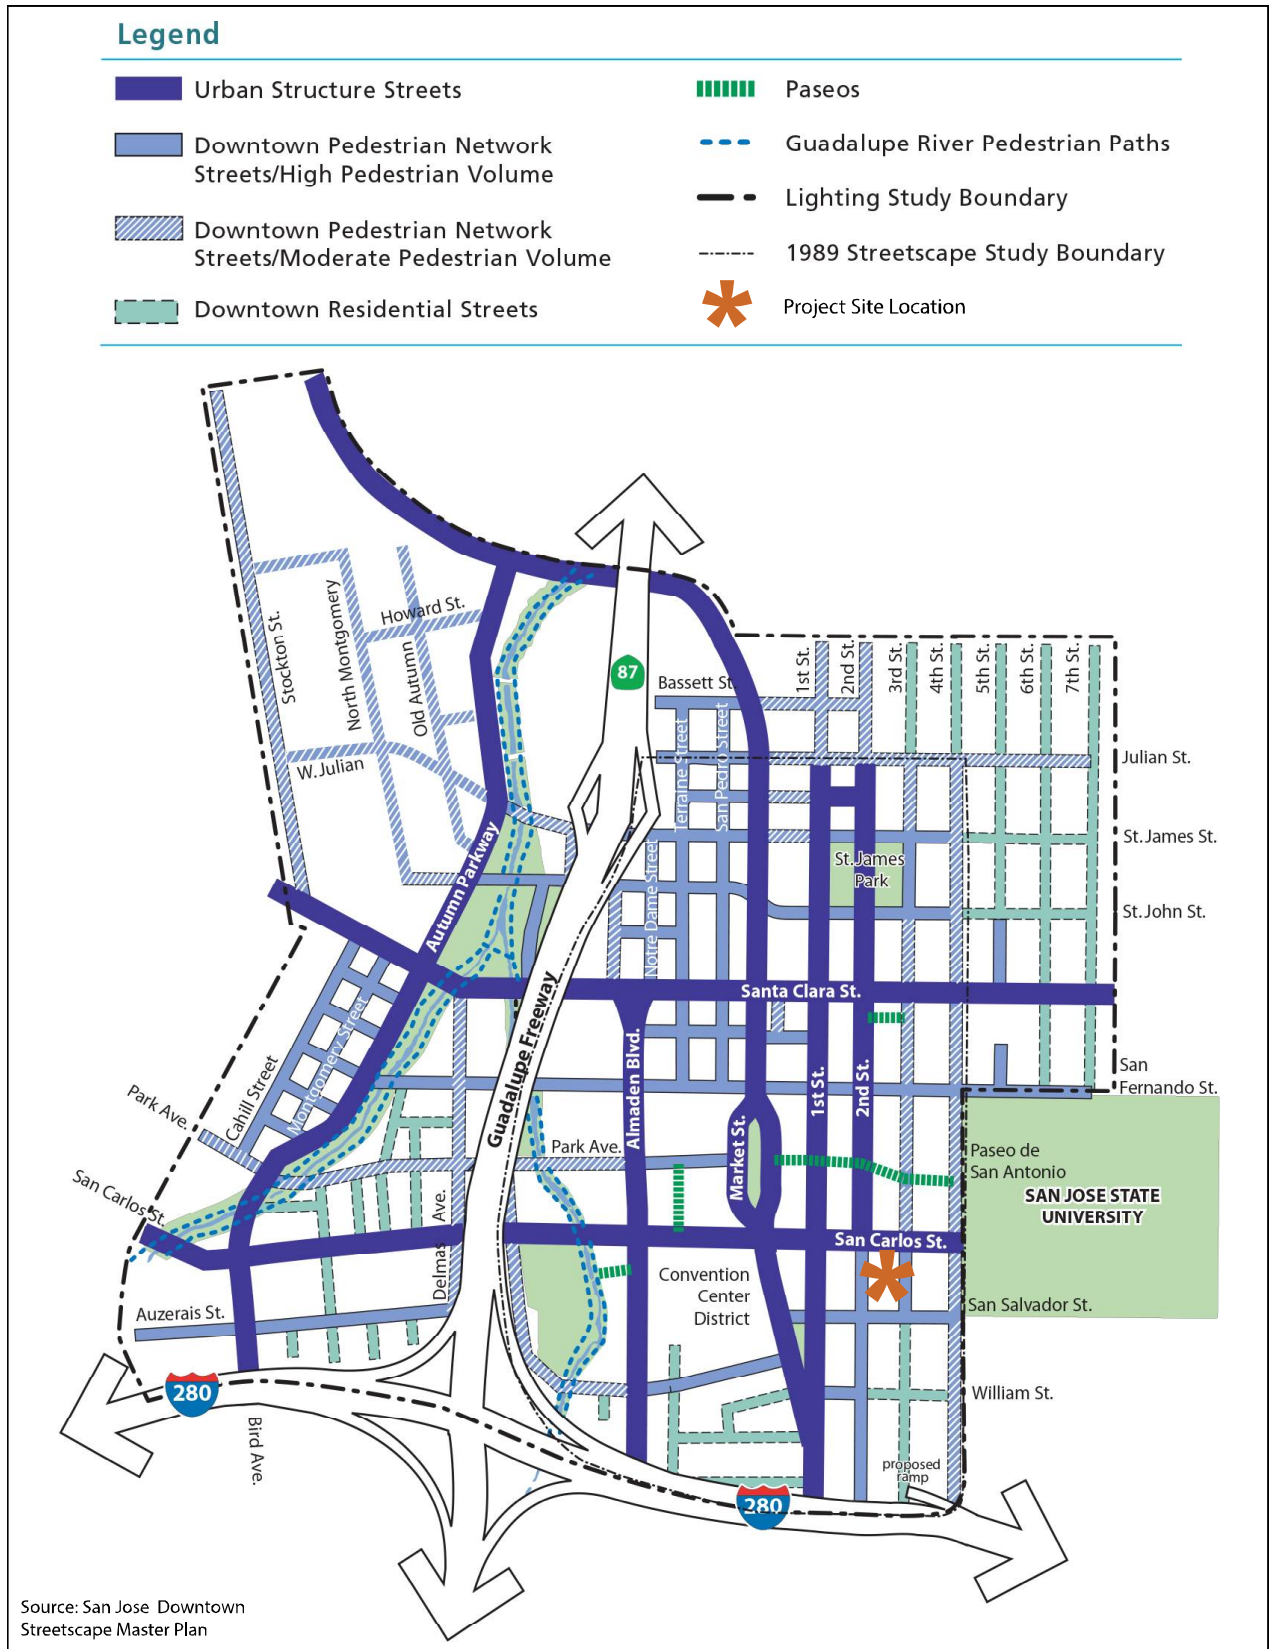 Legend
Urban Structure Streets
Downtown Pedestrian Network
Streets/High Pedestrian Volume
Downtown Pedestrian Network
Streets/Moderate Pedestrian Volume
Downtown Residential Streets
Paseos
Guadalupe River Pedestrian Paths
Lighting Study Boundary
1989 Streetscape Study Boundary
Project Site Location
Stockton St.
North Montgomery
Howard St.
Old Autumn
W. Julian
87
Bassett St.
1st St.
2nd St.
3rd St.
4th St.
5th St.
6th St.
7th St.
Terraine Street
San Pedro Street
Notre Dame Street
Julian St.
St. James St.
St. James
Park
St. John St.
Autumn Parkway
Santa Clara St.
Guadalupe Freeway
Cahill Street
Montgomery Street
Park Ave.
San Carlos St.
Almaden Blvd.
1st St.
2nd St.
San
Fernando St.
Park Ave.
Market St.
Paseo de
San Antonio
SAN JOSE STATE
UNIVERSITY
San Carlos St.
Delmas Ave.
Convention
Center
District
San Salvador St.
Auzerais St.
280
Bird Ave.
William St.
proposed
ramp
280
Source: San Jose Downtown
Streetscape Master Plan